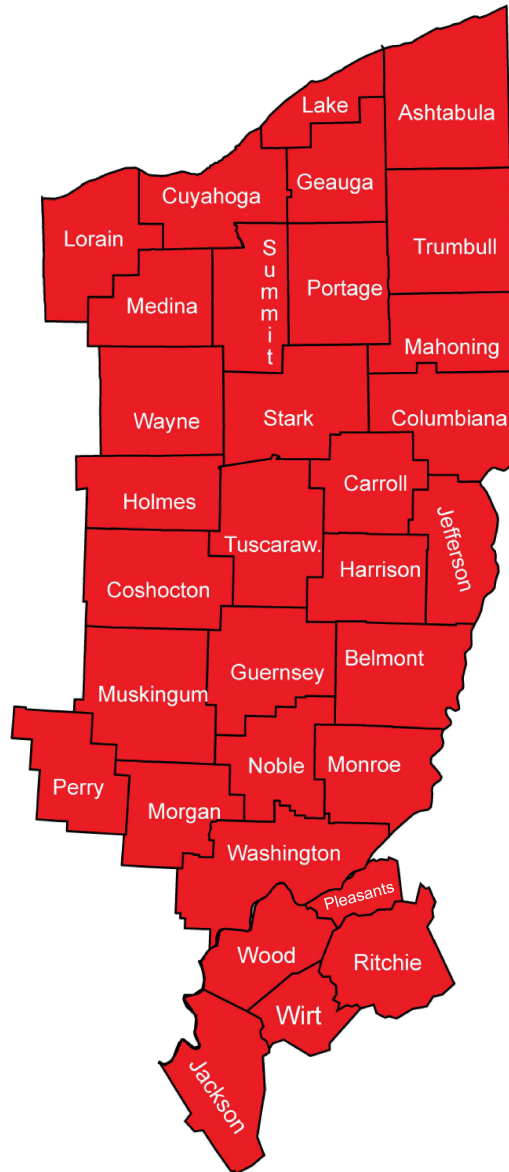 Lake
Ashtabula
Cuyahoga
Geauga
Lorain
Trumbull
Summit
Portage
Medina
Mahoning
Wayne
Stark
Columbiana
Carroll
Holmes
Jefferson
Tuscaraw.
Harrison
Coshocton
Guernsey
Belmont
Muskingum
Noble
Monroe
Perry
Morgan
Washington
Pleasants
Wood
Ritchie
Wirt
Jackson